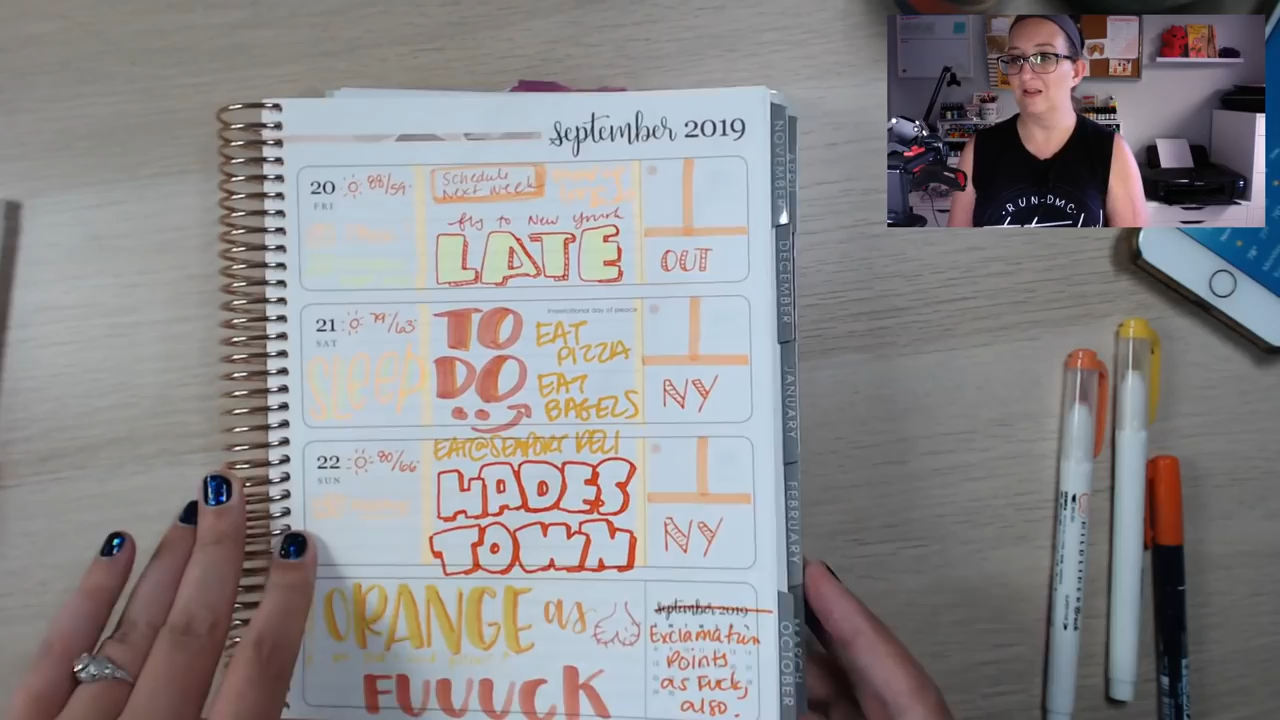 RUN-DMC
september 2019
20
FRI
88/59
Schedule
Next Week
fly to New Yourk
LATE
OUT
21
SAT
79/63
SLEEP
TO
DO
international day of peace
EAT
PIZZA
EAT
BAGELS
NY
22
SUN
80/66
EAT@SEAPORT DELI
HADES
TOWN
NY
ORANGE as
FUUUCK
september 2019
Exclamation
Points
as Fuck,
also.
NOVEMBER
DECEMBER
JANUARY
FEBRUARY
MARCH
APRIL
OCTOBER